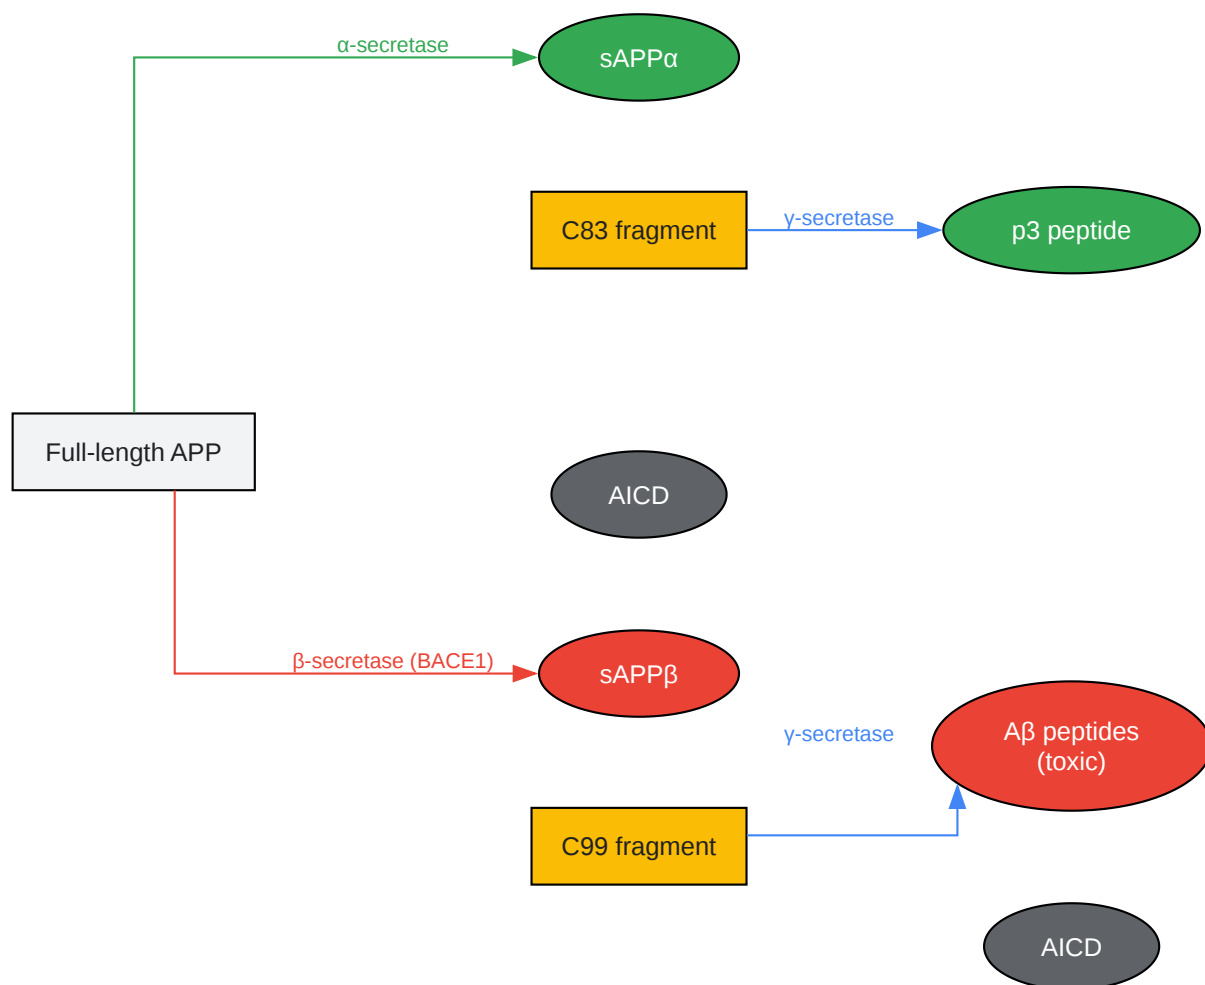 α-secretase
sAPPα
C83 fragment
γ-secretase
p3 peptide
Full-length APP
AICD
β-secretase (BACE1)
sAPPβ
γ-secretase
Aβ peptides
(toxic)
C99 fragment
AICD